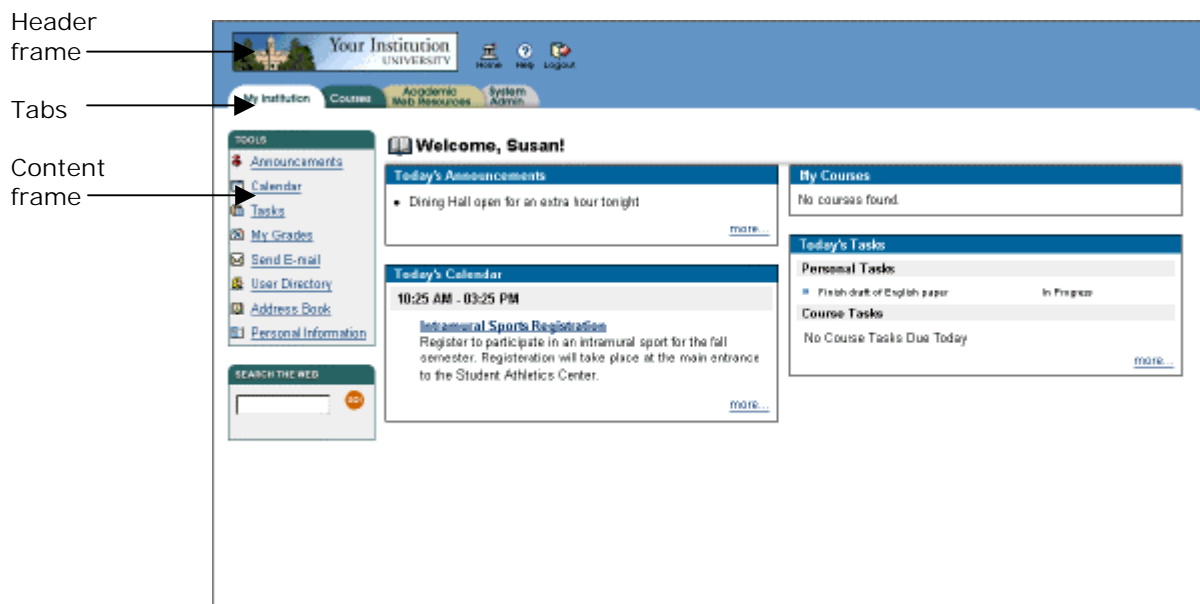 Header
frame
Tabs
Content
frame
Your Institution
UNIVERSITY
Home Help Logout
My Institution Courses Academic Web Resources System Admin
TOOLS
Announcements
Calendar
Tasks
My Grades
Send E-mail
User Directory
Address Book
Personal Information
SEARCH THE WEB
GO!
Welcome, Susan!
Today's Announcements
Dining Hall open for an extra hour tonight
more...
Today's Calendar
10:25 AM - 03:25 PM
Intramural Sports Registration
Register to participate in an intramural sport for the fall
semester. Registeration will take place at the main entrance
to the Student Athletics Center.
more...
My Courses
No courses found.
Today's Tasks
Personal Tasks
Finish draft of English paper In Progress
Course Tasks
No Course Tasks Due Today
more...